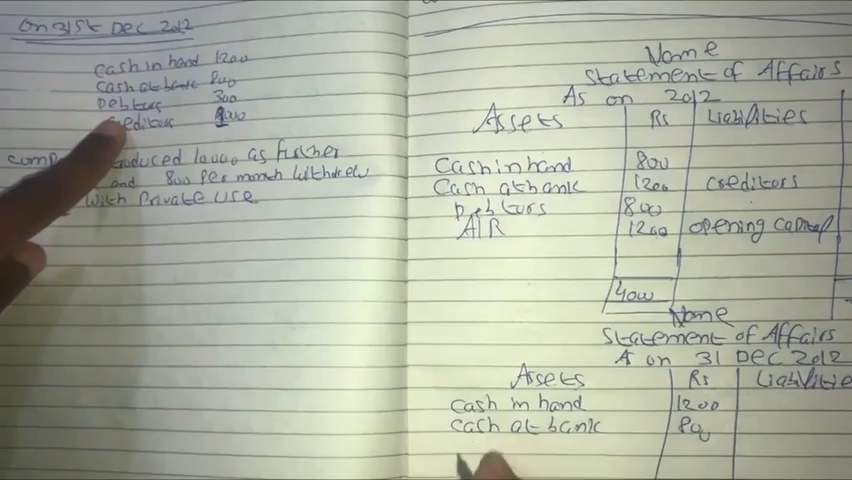 On 31st Dec 2012
cash in hand 1200
cash at bank 800
Debtors 300
creditors
troduced 10000 as further
and 800 per month withdrew
with Private use
Name
Statement of Affairs
As on 2012
Assets Rs Liabilities
Cash in hand 800
Cash at bank 1200 creditors
Debtors 800
A/R 1200 opening capital
4000
Name
Statement of Affairs
As on 31 Dec 2012
Assets Rs Liabilitie
cash in hand 1200
cash at bank 800